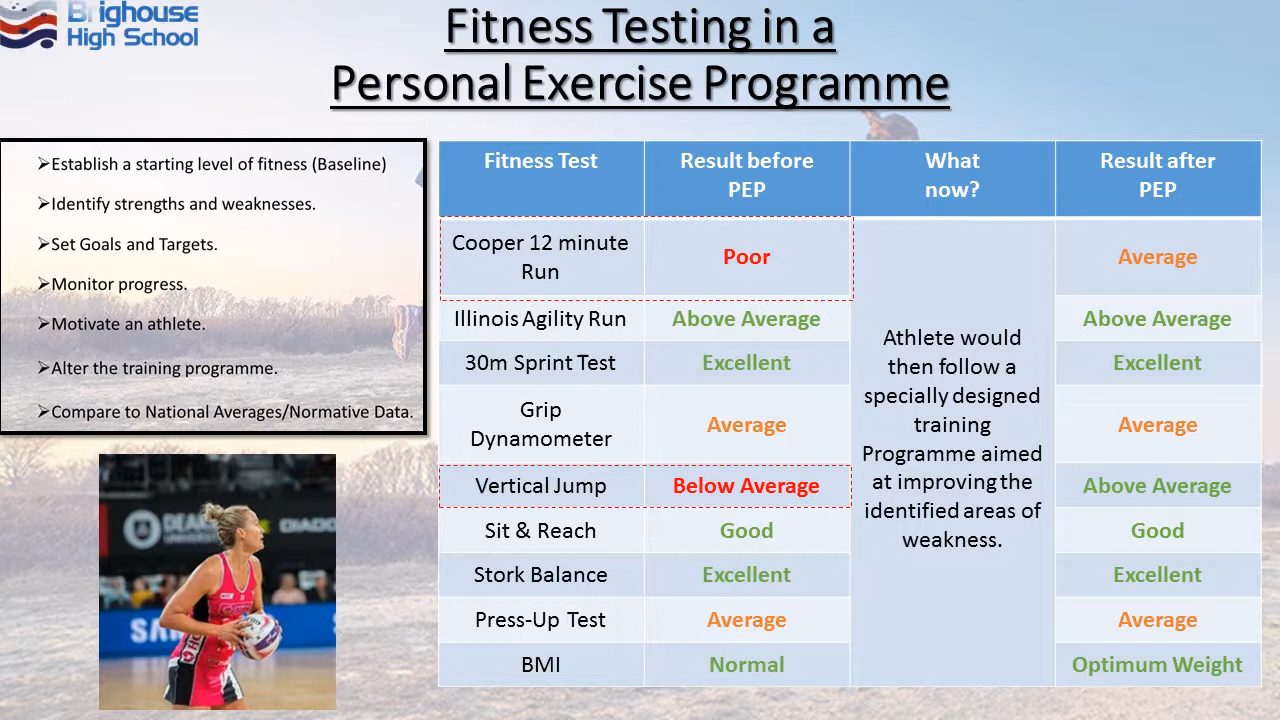 Brighouse
High School
Fitness Testing in a
Personal Exercise Programme
➢Establish a starting level of fitness (Baseline)
➢Identify strengths and weaknesses.
➢Set Goals and Targets.
➢Monitor progress.
➢Motivate an athlete.
➢Alter the training programme.
➢Compare to National Averages/Normative Data.
Fitness Test
Result before
PEP
What
now?
Result after
PEP
Cooper 12 minute
Run
Poor
Average
Illinois Agility Run
Above Average
Above Average
30m Sprint Test
Excellent
Excellent
Grip
Dynamometer
Average
Average
Vertical Jump
Below Average
Above Average
Sit & Reach
Good
Good
Stork Balance
Excellent
Excellent
Press-Up Test
Average
Average
BMI
Normal
Optimum Weight
Athlete would
then follow a
specially designed
training
Programme aimed
at improving the
identified areas of
weakness.